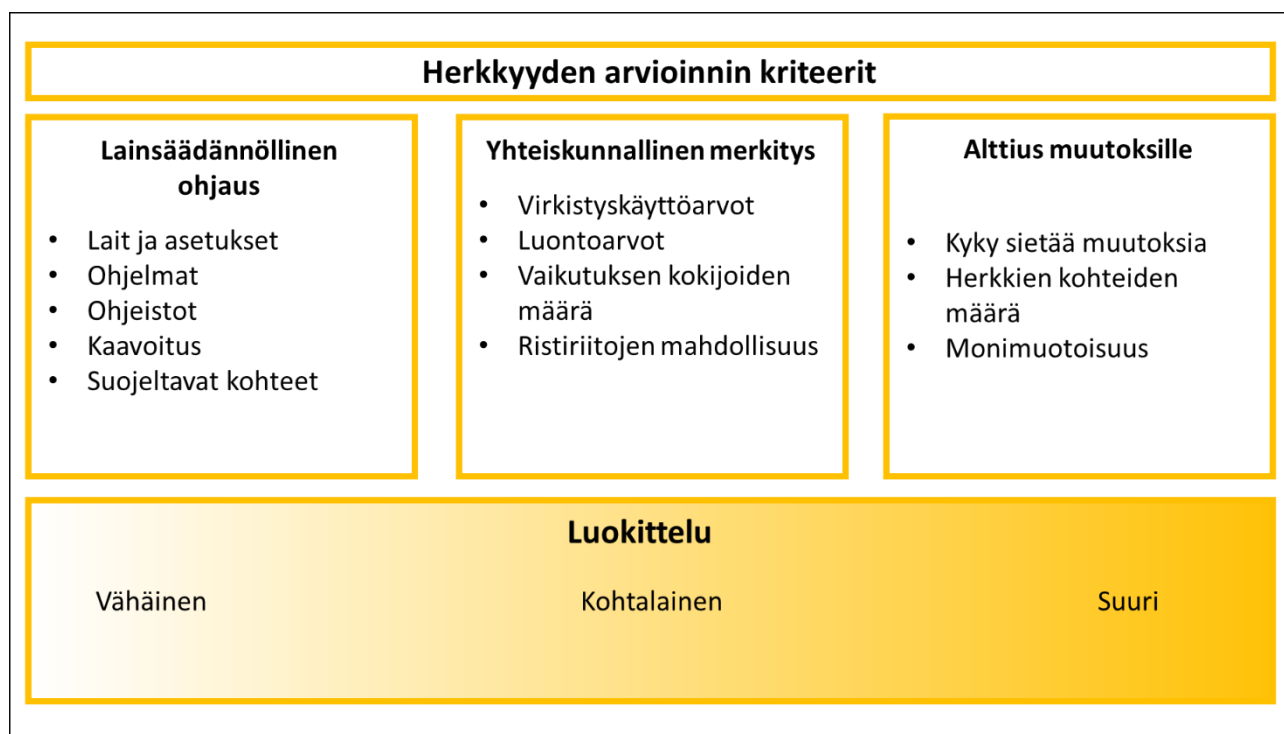 Herkkyyden arvioinnin kriteerit
Lainsäädännöllinen
ohjaus
• Lait ja asetukset
• Ohjelmat
• Ohjeistot
• Kaavoitus
• Suojeltavat kohteet
Yhteiskunnallinen merkitys
• Virkistyskäyttöarvot
• Luontoarvot
• Vaikutuksen kokijoiden
määrä
• Ristiriitojen mahdollisuus
Alttius muutoksille
• Kyky sietää muutoksia
• Herkkien kohteiden
määrä
• Monimuotoisuus
Luokittelu
Vähäinen
Kohtalainen
Suuri